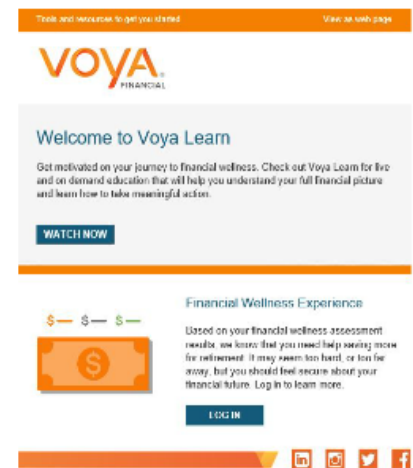 Tools and resources to get you started
View as web page
VOYA
FINANCIAL
Welcome to Voya Learn
Get motivated on your journey to financial wellness. Check out Voya Learn for live
and on demand education that will help you understand your full financial picture
and learn how to take meaningful action.
WATCH NOW
$ $ $
$
Financial Wellness Experience
Based on your financial wellness assessment
results, we know that you need help saving more
for retirement. It may seem too hard, or too far
away, but you should feel secure about your
financial future. Log in to learn more.
LOG IN
in
f